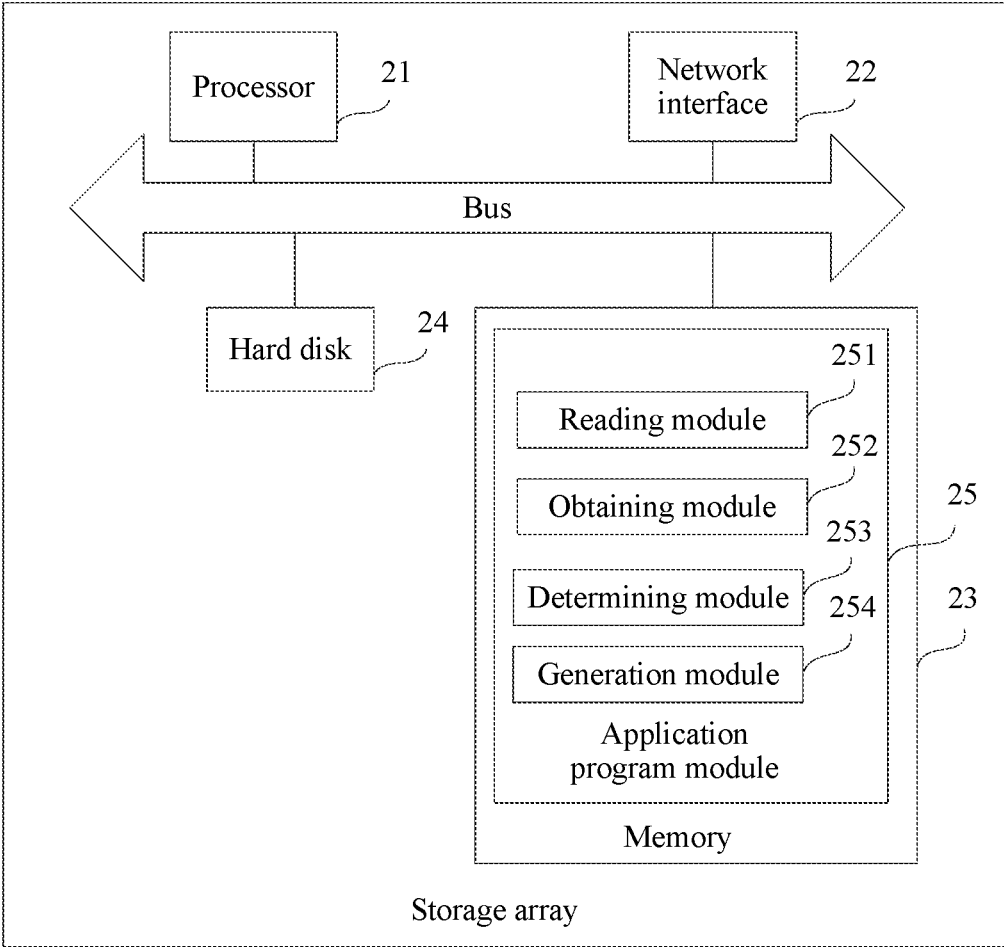 Processor
21
Network
interface
22
Bus
Hard disk
24
Reading module
251
Obtaining module
252
Determining module
253
Generation module
254
Application
program module
25
Memory
23
Storage array